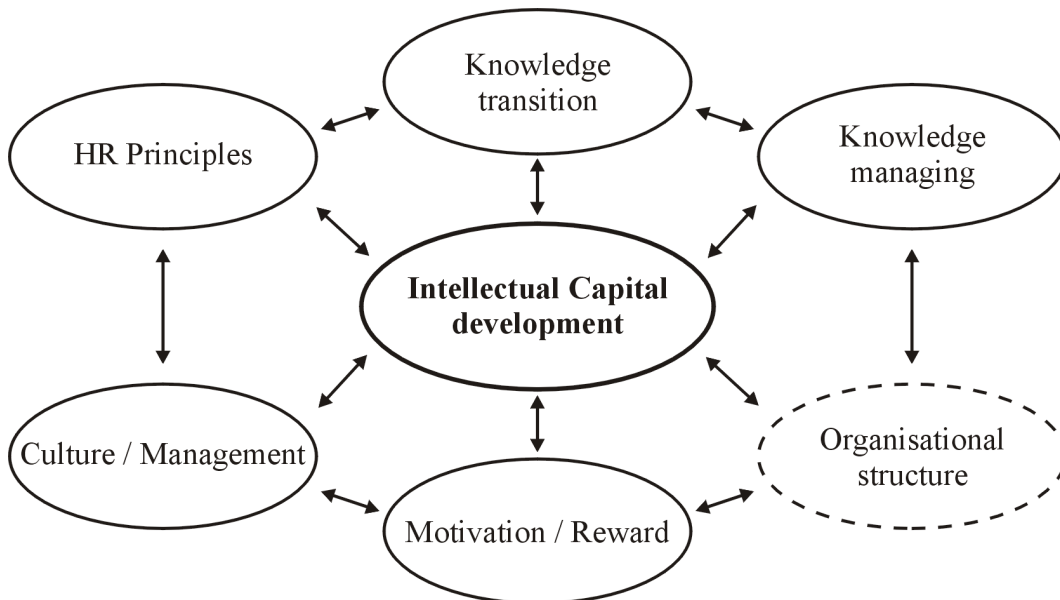 Knowledge
transition
HR Principles
Knowledge
managing
Intellectual Capital
development
Culture / Management
Organisational
structure
Motivation / Reward